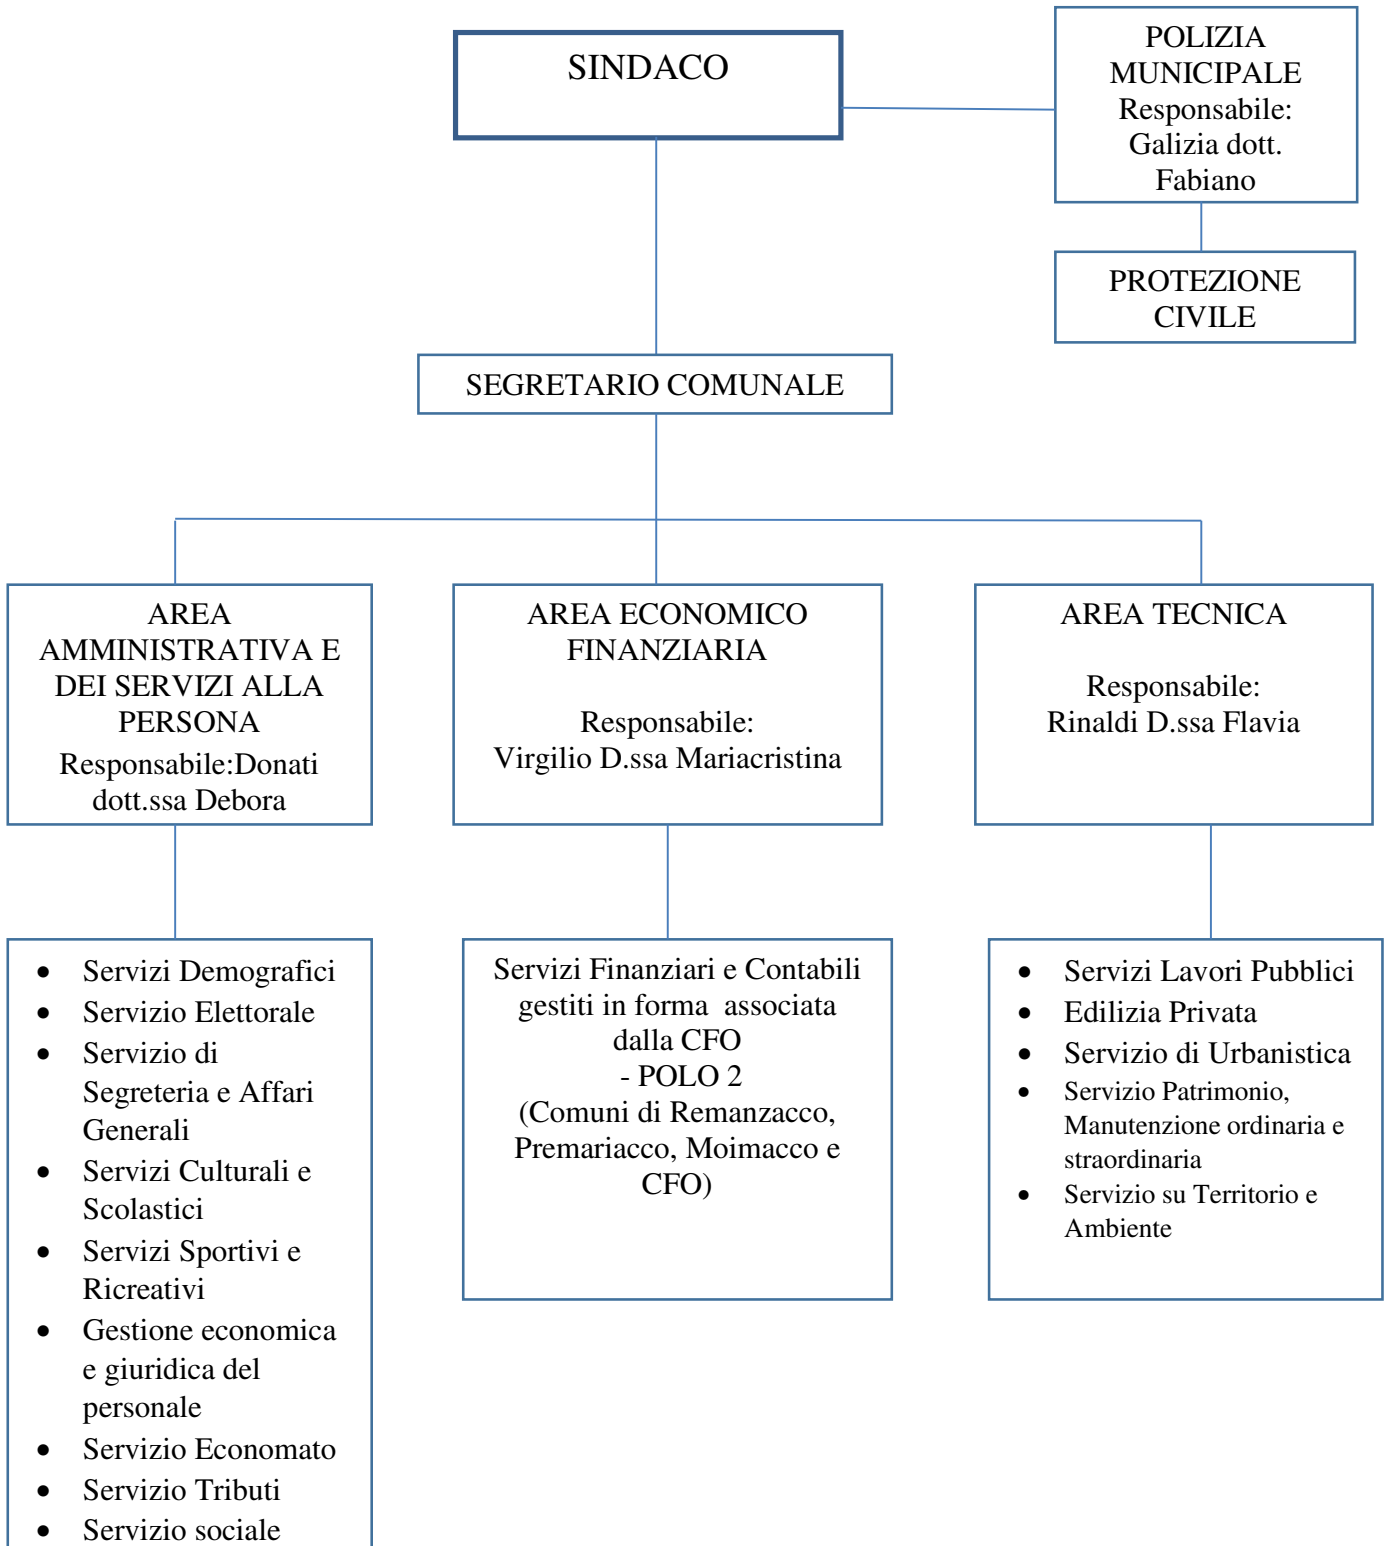 SINDACO
POLIZIA
MUNICIPALE
Responsabile:
Galizia dott.
Fabiano
PROTEZIONE
CIVILE
SEGRETARIO COMUNALE
AREA
AMMINISTRATIVA E
DEI SERVIZI ALLA
PERSONA
Responsabile:Donati
dott.ssa Debora
AREA ECONOMICO
FINANZIARIA
Responsabile:
Virgilio D.ssa Mariacristina
AREA TECNICA
Responsabile:
Rinaldi D.ssa Flavia
• Servizi Demografici
• Servizio Elettorale
• Servizio di
Segreteria e Affari
Generali
• Servizi Culturali e
Scolastici
• Servizi Sportivi e
Ricreativi
• Gestione economica
e giuridica del
personale
• Servizio Economato
• Servizio Tributi
• Servizio sociale
Servizi Finanziari e Contabili
gestiti in forma  associata
dalla CFO
- POLO 2
(Comuni di Remanzacco,
Premariacco, Moimacco e
CFO)
• Servizi Lavori Pubblici
• Edilizia Privata
• Servizio di Urbanistica
• Servizio Patrimonio,
Manutenzione ordinaria e
straordinaria
• Servizio su Territorio e
Ambiente